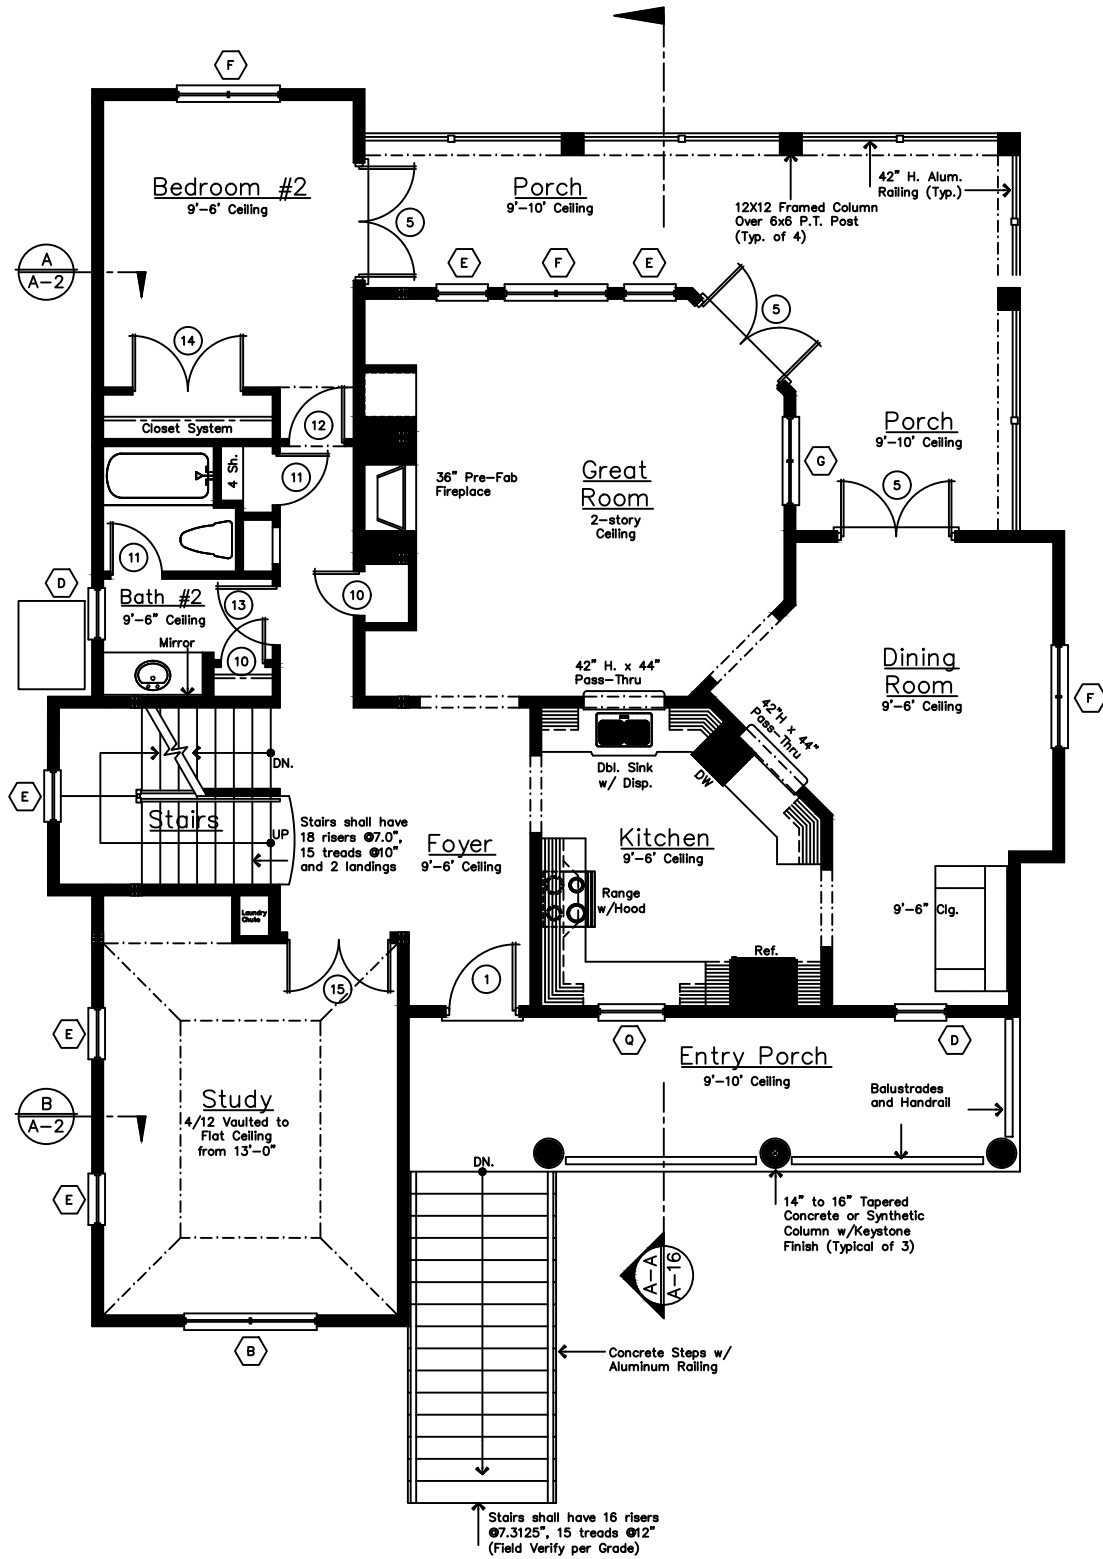 F
Bedroom #2
9'-6' Ceiling
Porch
9'-10' Ceiling
42" H. Alum.
Railing (Typ.)
12X12 Framed Column
Over 6x6 P.T. Post
(Typ. of 4)
5
A
A-2
E
F
E
5
14
12
Closet System
4 Sh.
11
36" Pre-Fab
Fireplace
Great
Room
2-story
Ceiling
G
Porch
9'-10' Ceiling
5
11
D
Bath #2
9'-6" Ceiling
13
10
Mirror
10
42" H. x 44"
Pass-Thru
42"H x 44"
Pass-Thru
Dining
Room
9'-6' Ceiling
F
E
DN.
Stairs
UP
Stairs shall have
18 risers @7.0",
15 treads @10"
and 2 landings
Foyer
9'-6' Ceiling
Dbl. Sink
w/ Disp.
DW
Kitchen
9'-6' Ceiling
Range
w/Hood
9'-6" Clg.
Laundry
Chute
Ref.
15
1
E
Q
D
Entry Porch
9'-10' Ceiling
Balustrades
and Handrail
B
A-2
Study
4/12 Vaulted to
Flat Ceiling
from 13'-0"
DN.
E
14" to 16" Tapered
Concrete or Synthetic
Column w/Keystone
Finish (Typical of 3)
A-A
A-16
B
Concrete Steps w/
Aluminum Railing
Stairs shall have 16 risers
@7.3125", 15 treads @12"
(Field Verify per Grade)